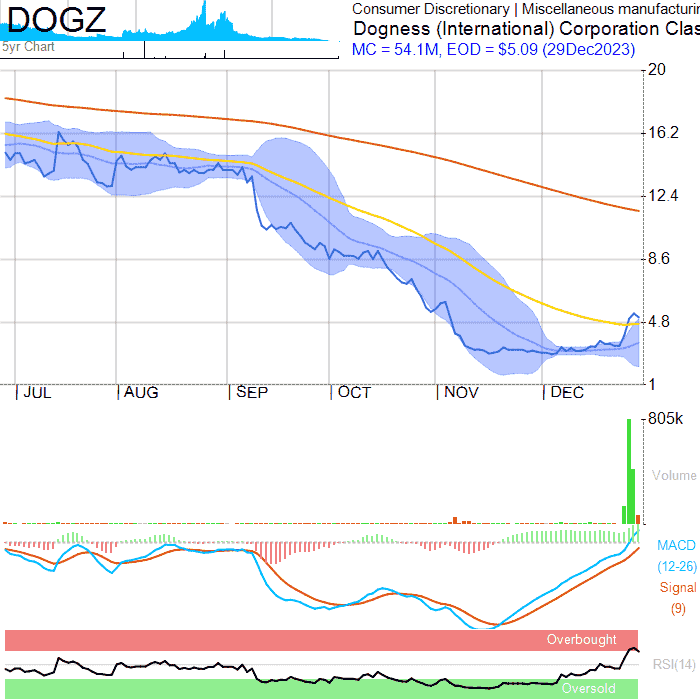 DOGZ
5yr Chart
Consumer Discretionary | Miscellaneous manufacturin
Dogness (International) Corporation Clas
MC = 54.1M, EOD = $5.09 (29Dec2023)
20
16.2
12.4
8.6
4.8
1
JUL AUG SEP OCT NOV DEC
805k
Volume
MACD
(12-26)
Signal
(9)
Overbought
RSI(14)
Oversold